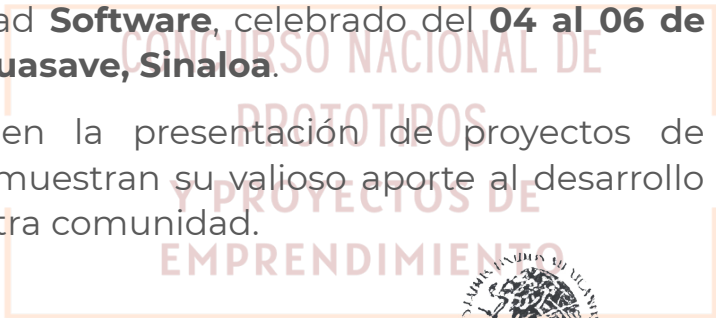 ad Software, celebrado del 04 al 06 de
uasave, Sinaloa.
CONCURSO NACIONAL DE
en la presentación de proyectos de
PROTOTIPOS
muestran su valioso aporte al desarrollo
Y PROYECTOS DE
tra comunidad.
EMPRENDIMIENTO